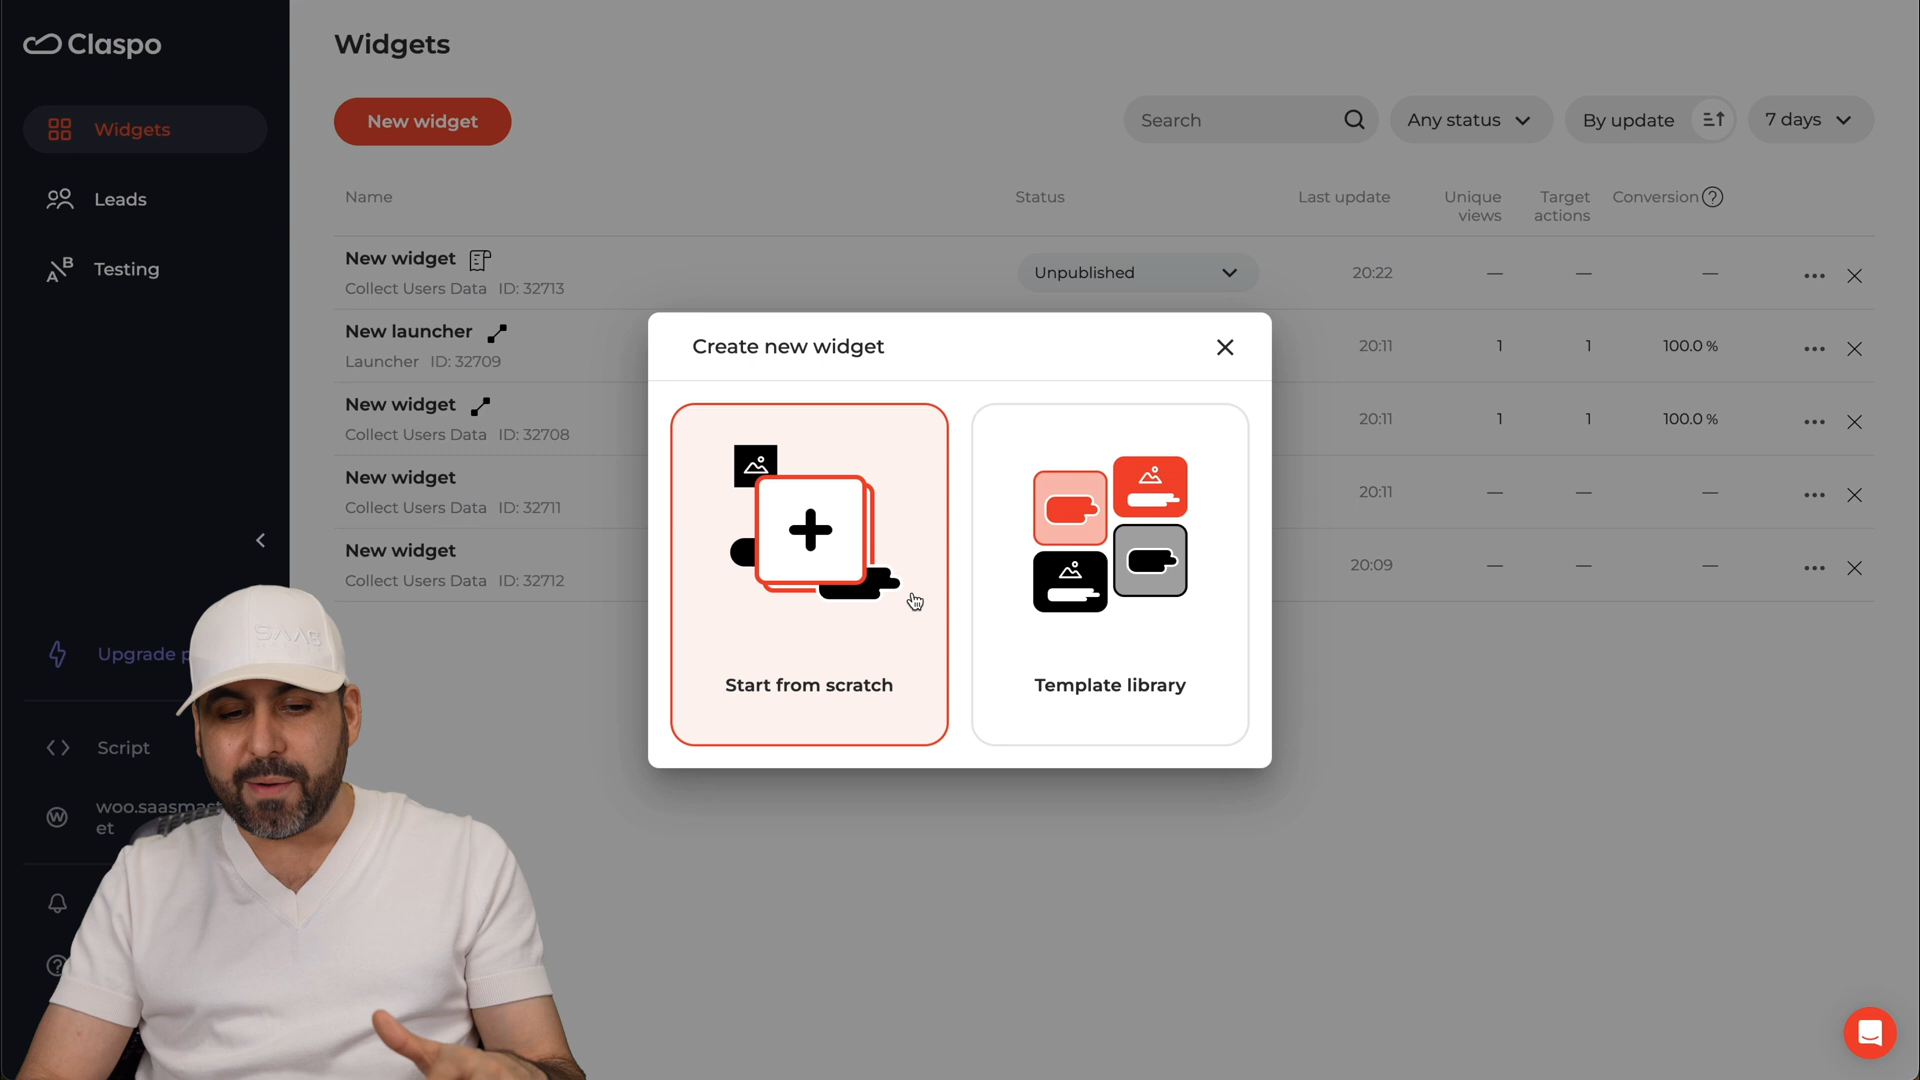 Claspo
Widgets
Leads
Testing
Upgrade p
Script
woo.saasmast
et
Widgets
New widget
Search
Any status
By update
7 days
Name
Status
Last update
Unique
views
Target
actions
Conversion ?
New widget
Collect Users Data ID: 32713
Unpublished
20:22
— — —
New launcher
Launcher ID: 32709
20:11
1 1 100.0 %
New widget
Collect Users Data ID: 32708
20:11
1 1 100.0 %
New widget
Collect Users Data ID: 32711
20:11
— — —
New widget
Collect Users Data ID: 32712
20:09
— — —
Create new widget
Start from scratch
Template library
SAAS